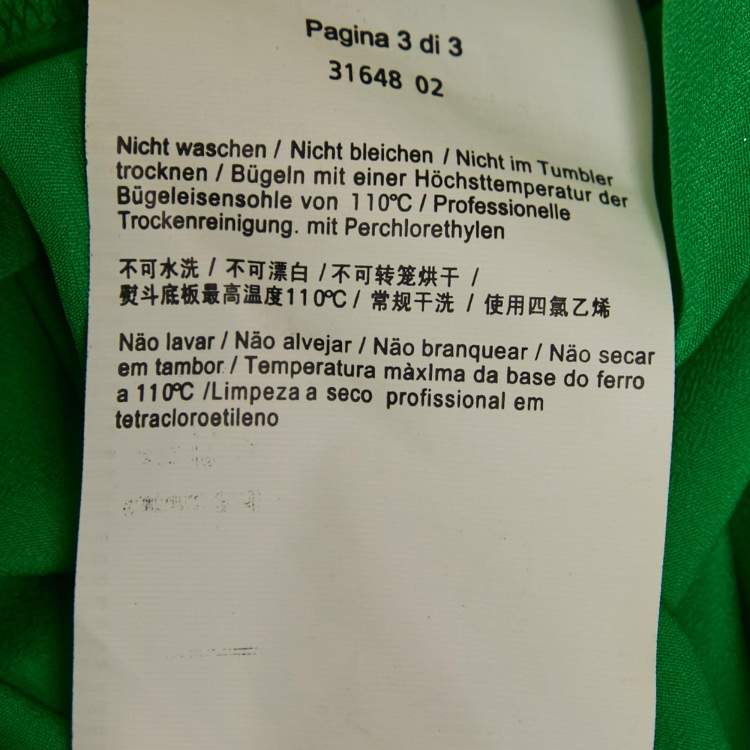 Pagina 3 di 3
31648 02
Nicht waschen / Nicht bleichen / Nicht im Tumbler
trocknen / Bügeln mit einer Höchsttemperatur der
Bügeleisensohle von 110ºC / Professionelle
Trockenreinigung. mit Perchlorethylen
不可水洗 / 不可漂白 / 不可转笼烘干 /
熨斗底板最高温度110ºC / 常规干洗 / 使用四氯乙烯
Não lavar / Não alvejar / Não branquear / Não secar
em tambor / Temperatura màxIma da base do ferro
a 110ºC /Limpeza a seco profissional em
tetracloroetileno